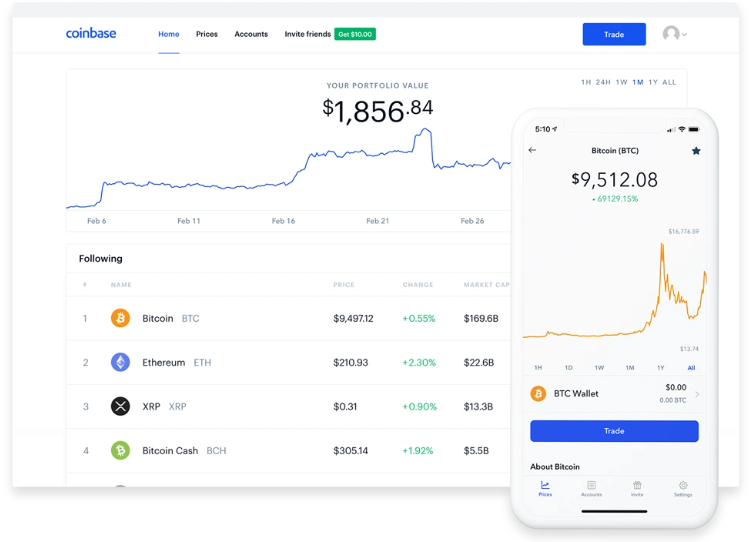 coinbase Home Prices Accounts Invite friends Get $10.00 Trade
YOUR PORTFOLIO VALUE
$1,856.84
1H 24H 1W 1M 1Y ALL
Feb 6 Feb 11 Feb 16 Feb 21 Feb 26
Following
# NAME PRICE CHANGE MARKET CAP
1 Bitcoin BTC $9,497.12 +0.55% $169.6B
2 Ethereum ETH $210.93 +2.30% $22.6B
3 XRP XRP $0.31 +0.90% $13.3B
4 Bitcoin Cash BCH $305.14 +1.92% $5.5B
5:10
Bitcoin (BTC)
$9,512.08
69129.15%
$16,776.59
$13.74
1H 1D 1W 1M 1Y All
BTC Wallet $0.00
0.00 BTC
Trade
About Bitcoin
Prices Accounts Invite Settings